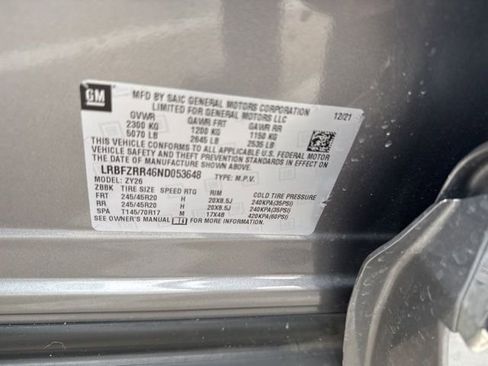 GM
MFD BY SAIC GENERAL MOTORS CORPORATION
LIMITED FOR GENERAL MOTORS LLC
12/21
GVWR GAWR FRT GAWR RR
2300 KG 1200 KG 1150 KG
5070 LB 2645 LB 2535 LB
THIS VEHICLE CONFORMS TO ALL APPLICABLE U.S. FEDERAL MOTOR
VEHICLE SAFETY AND THEFT PREVENTION STANDARDS IN EFFECT ON
THE DATE OF MANUFACTURE SHOWN ABOVE.
LRBFZRR46ND053648 TYPE: M.P.V.
MODEL: ZY26
ZBBK TIRE SIZE SPEED RTG RIM COLD TIRE PRESSURE
FRT 245/45R20 H 20X8.5J 240KPA(35PSI)
RR 245/45R20 H 20X8.5J 240KPA(35PSI)
SPA T145/70R17 M 17X4B 420KPA(60PSI)
SEE OWNER'S MANUAL FOR MORE INFORMATION.